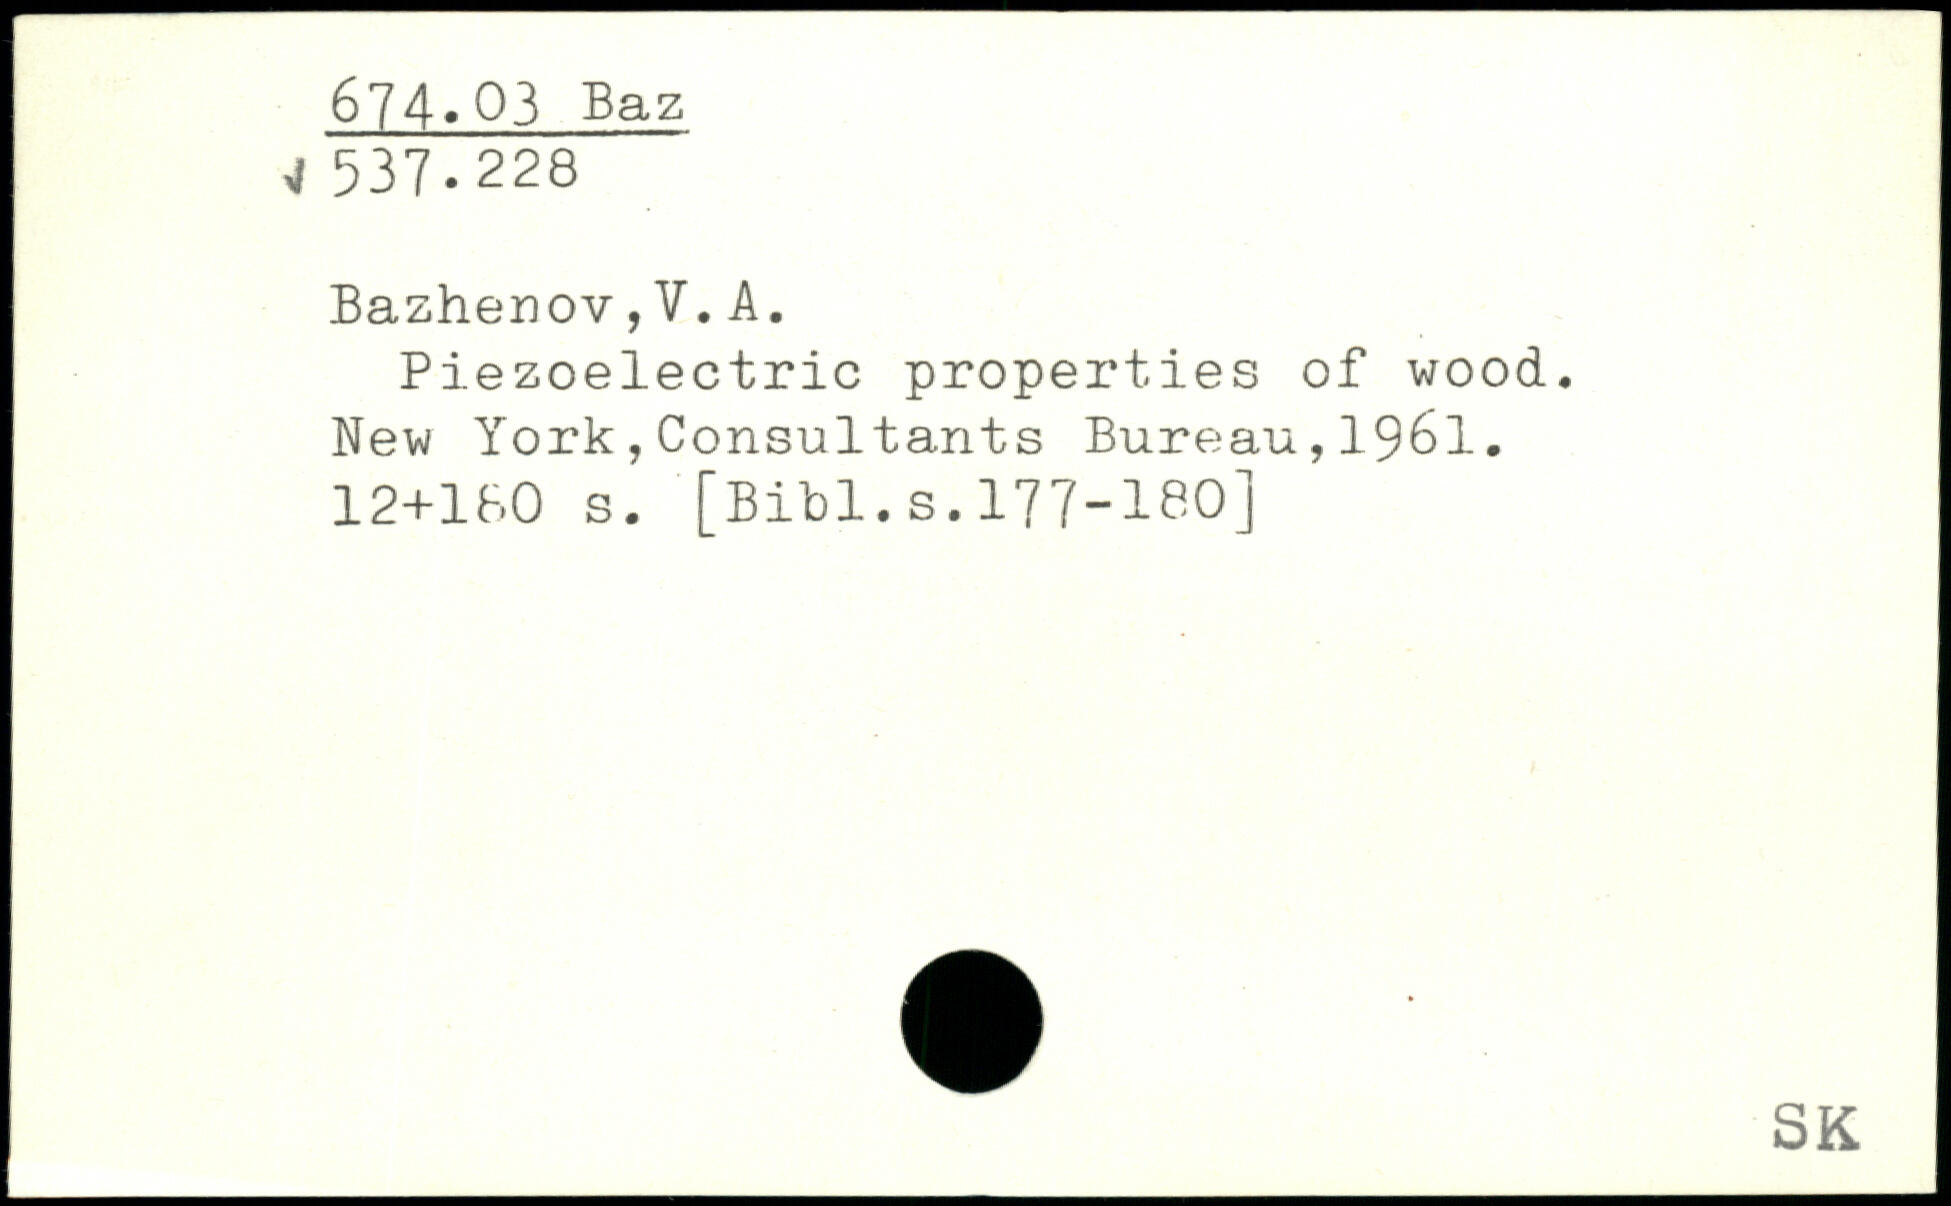 674.03 Baz
537.228
Bazhenov,V.A.
Piezoelectric properties of wood.
New York,Consultants Bureau,1961.
12+180 s. [Bibl.s.177-180]
SK